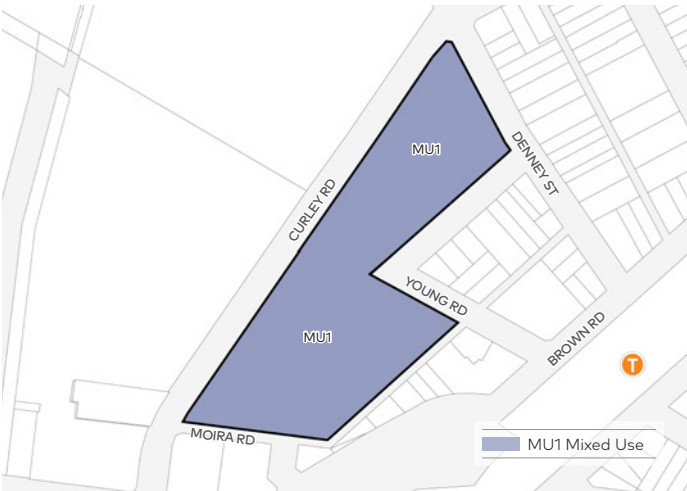 MU1
DENNEY ST
CURLEY RD
YOUNG RD
BROWN RD
MU1
T
MOIRA RD
MU1 Mixed Use